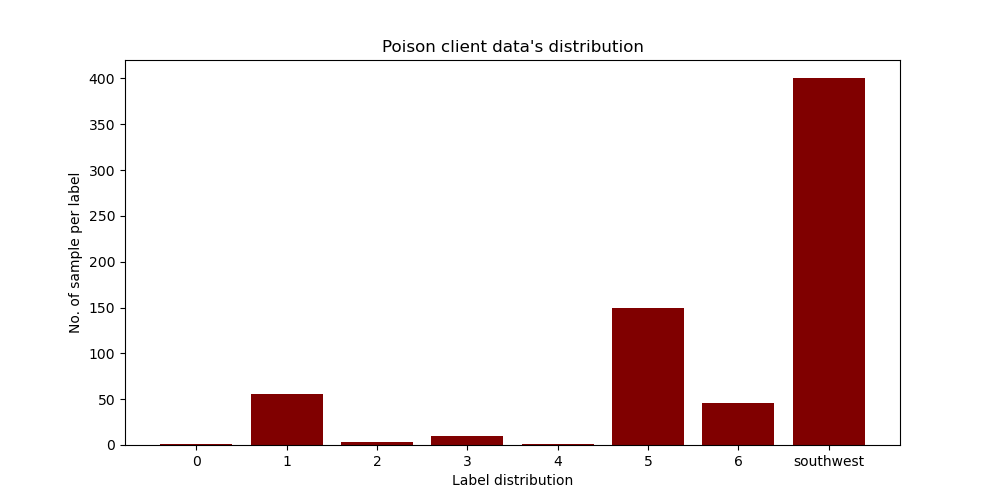 Poison client data's distribution
400
350
300
250
200
150
100
50
0
No. of sample per label
0 1 2 3 4 5 6 southwest
Label distribution